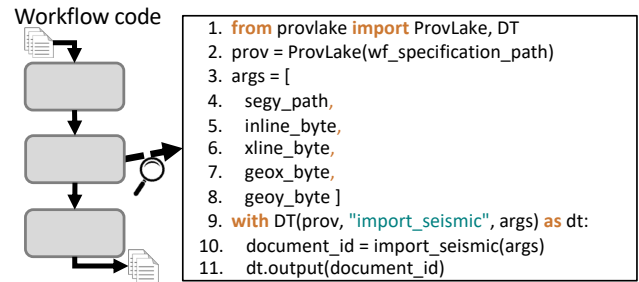 Workflow code
1. from provlake import ProvLake, DT
2. prov = ProvLake(wf_specification_path)
3. args = [
4. segy_path,
5. inline_byte,
6. xline_byte,
7. geox_byte,
8. geoy_byte ]
9. with DT(prov, "import_seismic", args) as dt:
10. document_id = import_seismic(args)
11. dt.output(document_id)